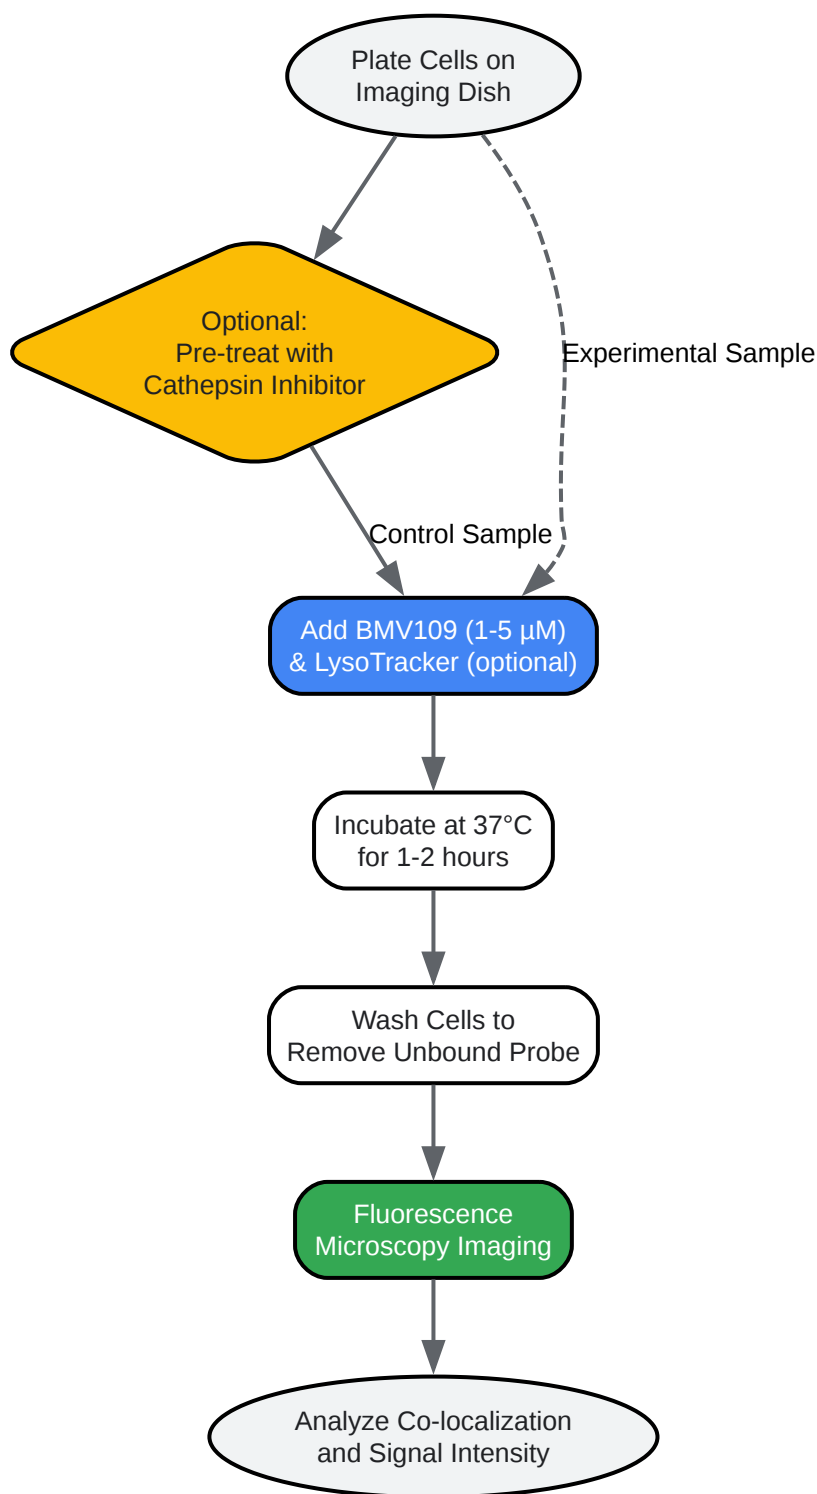 Plate Cells on
Imaging Dish
Optional:
Pre-treat with
Cathepsin Inhibitor
Experimental Sample
Control Sample
Add BMV109 (1-5 µM)
& LysoTracker (optional)
Incubate at 37°C
for 1-2 hours
Wash Cells to
Remove Unbound Probe
Fluorescence
Microscopy Imaging
Analyze Co-localization
and Signal Intensity